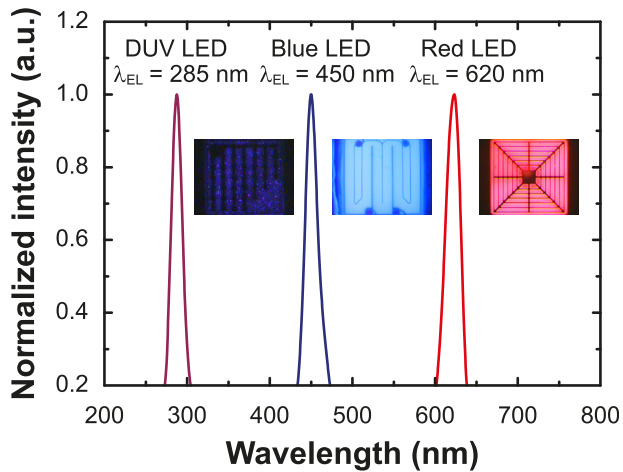 1.2
1.0
0.8
0.6
0.4
0.2
Normalized intensity (a.u.)
DUV LED
λEL = 285 nm
Blue LED
λEL = 450 nm
Red LED
λEL = 620 nm
200 300 400 500 600 700 800
Wavelength (nm)